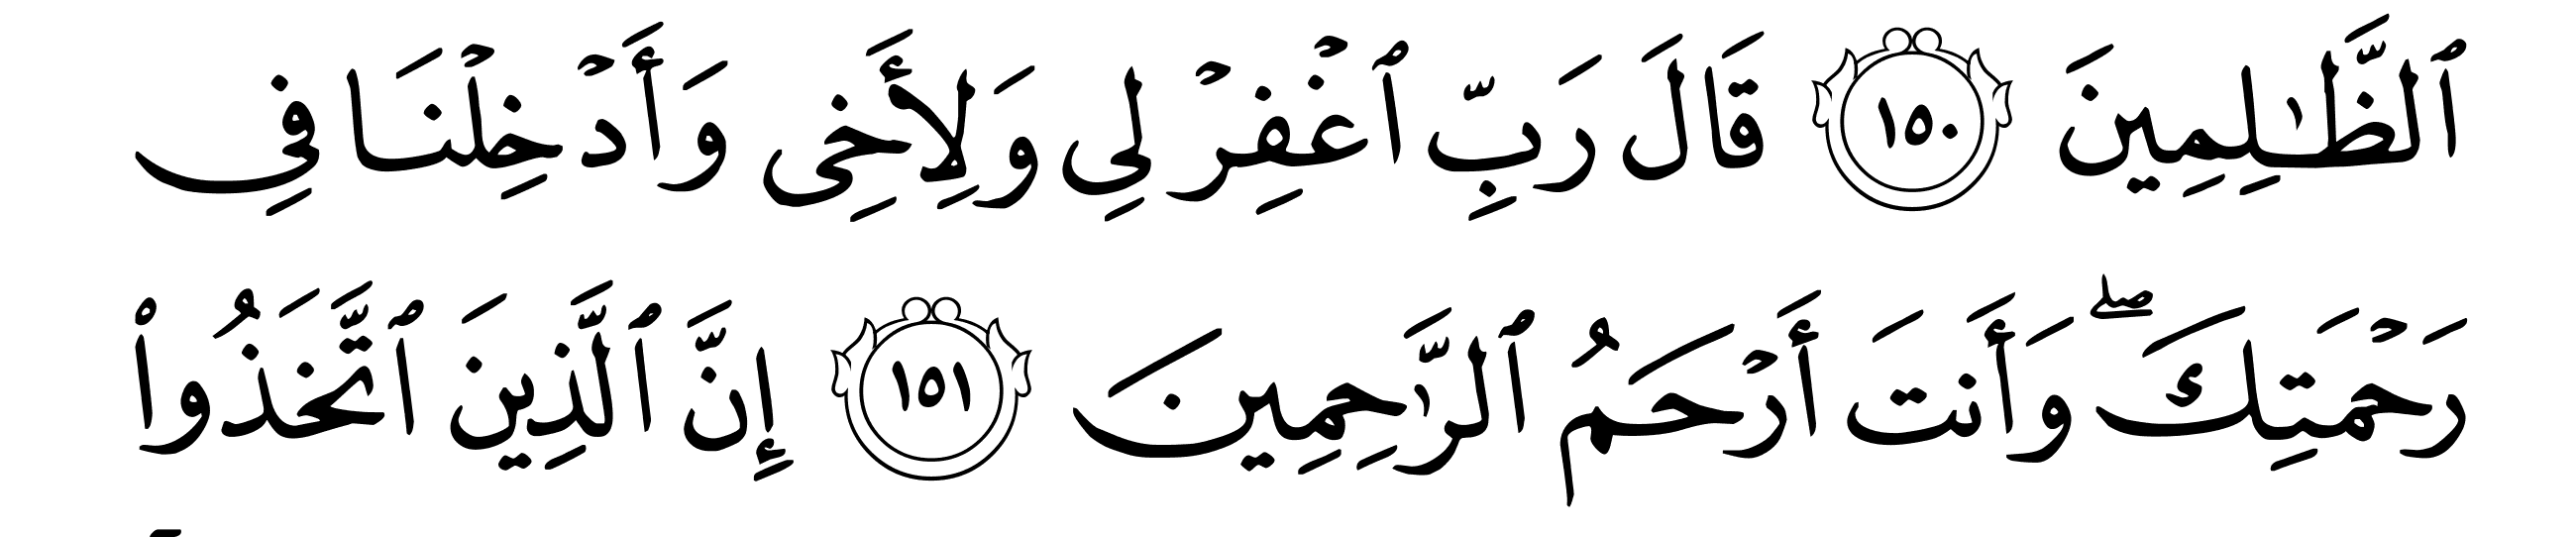 ٱلظَّـٰلِمِينَ ١٥٠ قَالَ رَبِّ ٱغْفِرْ لِى وَلِأَخِى وَأَدْخِلْنَا فِى
رَحْمَتِكَ ۖ وَأَنتَ أَرْحَمُ ٱلرَّٰحِمِينَ ١٥١ إِنَّ ٱلَّذِينَ ٱتَّخَذُوا۟